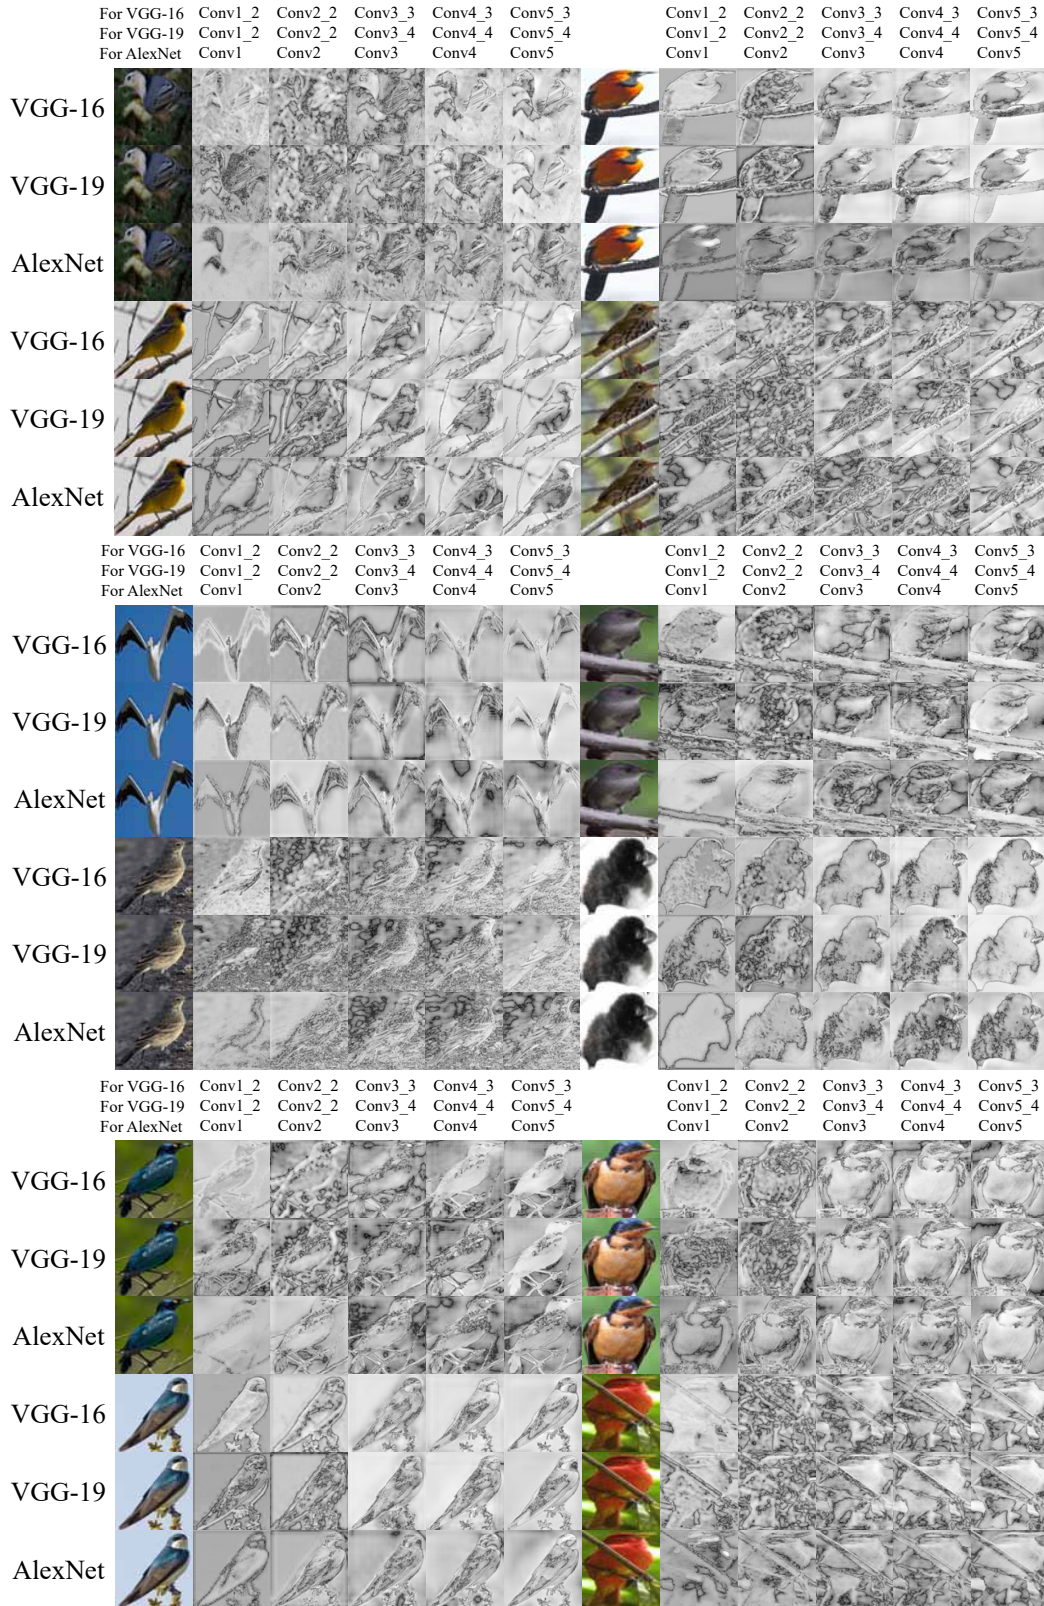 For VGG-16 Conv1_2 Conv2_2 Conv3_3 Conv4_3 Conv5_3 Conv1_2 Conv2_2 Conv3_3 Conv4_3 Conv5_3
For VGG-19 Conv1_2 Conv2_2 Conv3_4 Conv4_4 Conv5_4 Conv1_2 Conv2_2 Conv3_4 Conv4_4 Conv5_4
For AlexNet Conv1 Conv2 Conv3 Conv4 Conv5 Conv1 Conv2 Conv3 Conv4 Conv5
VGG-16
VGG-19
AlexNet
VGG-16
VGG-19
AlexNet
For VGG-16 Conv1_2 Conv2_2 Conv3_3 Conv4_3 Conv5_3 Conv1_2 Conv2_2 Conv3_3 Conv4_3 Conv5_3
For VGG-19 Conv1_2 Conv2_2 Conv3_4 Conv4_4 Conv5_4 Conv1_2 Conv2_2 Conv3_4 Conv4_4 Conv5_4
For AlexNet Conv1 Conv2 Conv3 Conv4 Conv5 Conv1 Conv2 Conv3 Conv4 Conv5
VGG-16
VGG-19
AlexNet
VGG-16
VGG-19
AlexNet
For VGG-16 Conv1_2 Conv2_2 Conv3_3 Conv4_3 Conv5_3 Conv1_2 Conv2_2 Conv3_3 Conv4_3 Conv5_3
For VGG-19 Conv1_2 Conv2_2 Conv3_4 Conv4_4 Conv5_4 Conv1_2 Conv2_2 Conv3_4 Conv4_4 Conv5_4
For AlexNet Conv1 Conv2 Conv3 Conv4 Conv5 Conv1 Conv2 Conv3 Conv4 Conv5
VGG-16
VGG-19
AlexNet
VGG-16
VGG-19
AlexNet